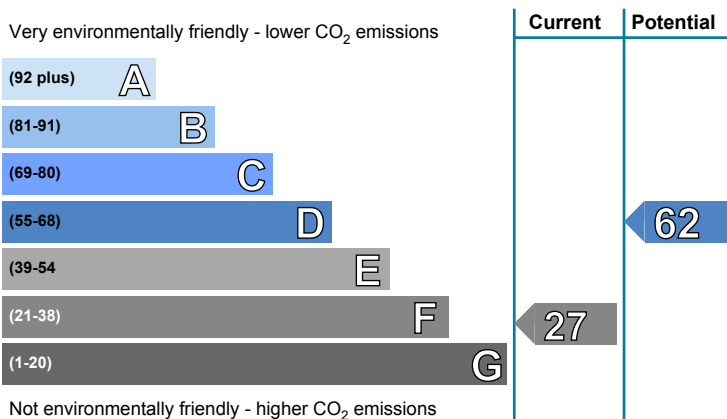 Very environmentally friendly - lower CO2 emissions
Current
Potential
(92 plus) A
(81-91) B
(69-80) C
(55-68) D
62
(39-54 E
(21-38) F
27
(1-20) G
Not environmentally friendly - higher CO2 emissions